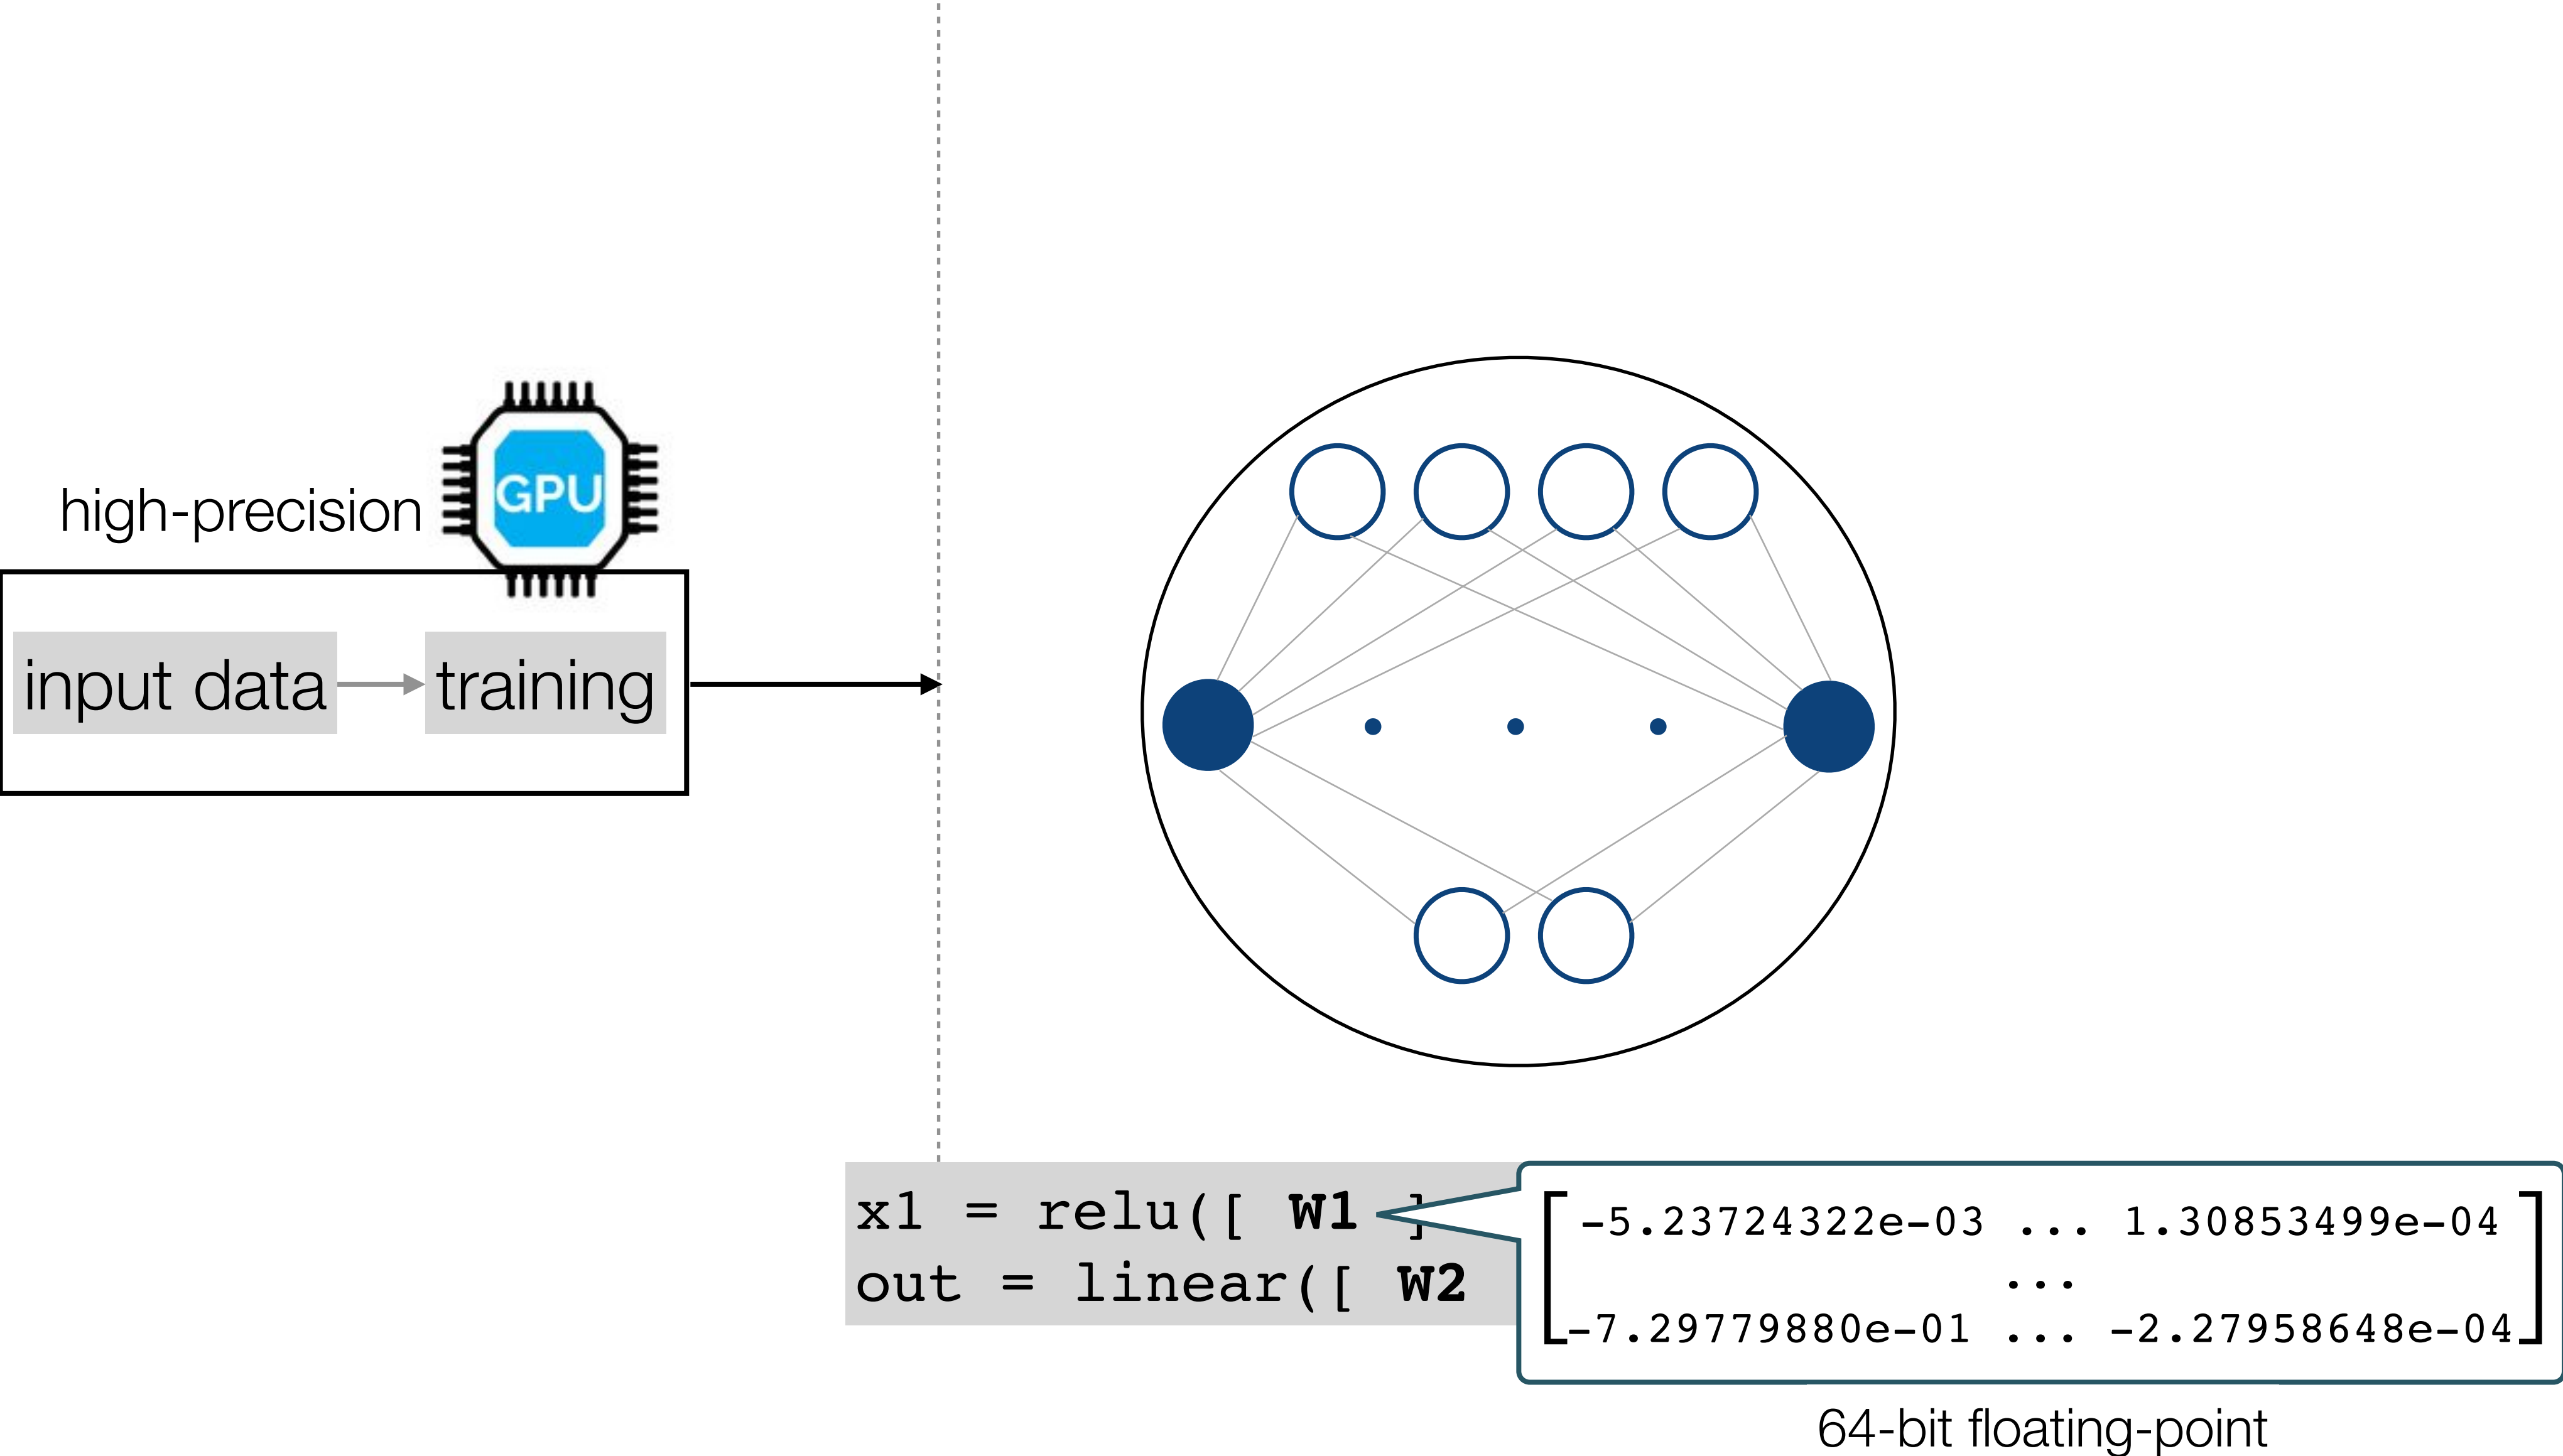 high-precision
GPU
input data
training
x1 = relu([ W1 ]
out = linear([ W2
-5.23724322e-03 ... 1.30853499e-04
...
-7.29779880e-01 ... -2.27958648e-04
64-bit floating-point